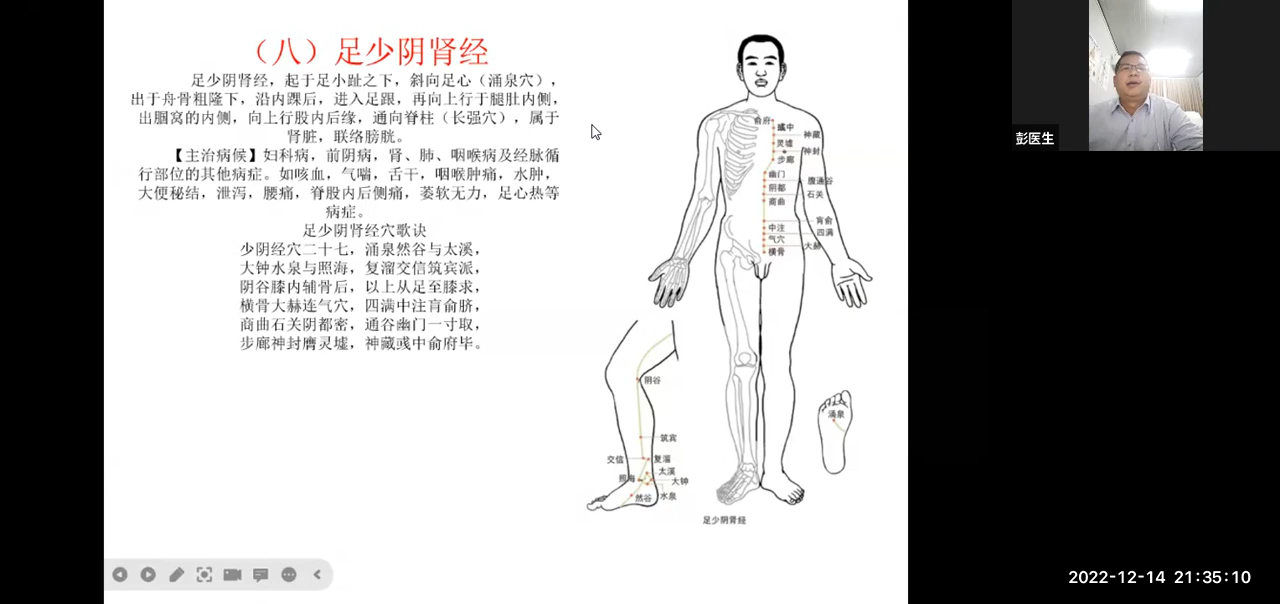 （八）足少阴肾经
足少阴肾经，起于足小趾之下，斜向足心（涌泉穴），
出于舟骨粗隆下，沿内踝后，进入足跟，再向上行于腿肚内侧，
出腘窝的内侧，向上行股内后缘，通向脊柱（长强穴），属于
肾脏，联络膀胱。
【主治病候】妇科病，前阴病，肾、肺、咽喉病及经脉循
行部位的其他病症。如咳血，气喘，舌干，咽喉肿痛，水肿，
大便秘结，泄泻，腰痛，脊股内后侧痛，萎软无力，足心热等
病症。
足少阴肾经穴歌诀
少阴经穴二十七，涌泉然谷与太溪，
大钟水泉与照海，复溜交信筑宾派，
阴谷膝内辅骨后，以上从足至膝求，
横骨大赫连气穴，四满中注肓俞脐，
商曲石关阴都密，通谷幽门一寸取，
步廊神封膺灵墟，神藏彧中俞府毕。
俞府
彧中
神藏
灵墟
神封
步廊
幽门
腹通谷
阴都
石关
商曲
肓俞
中注
四满
气穴
大赫
横骨
阴谷
筑宾
交信
复溜
太溪
照海
大钟
然谷
水泉
涌泉
足少阴肾经
彭医生
2022-12-14 21:35:10